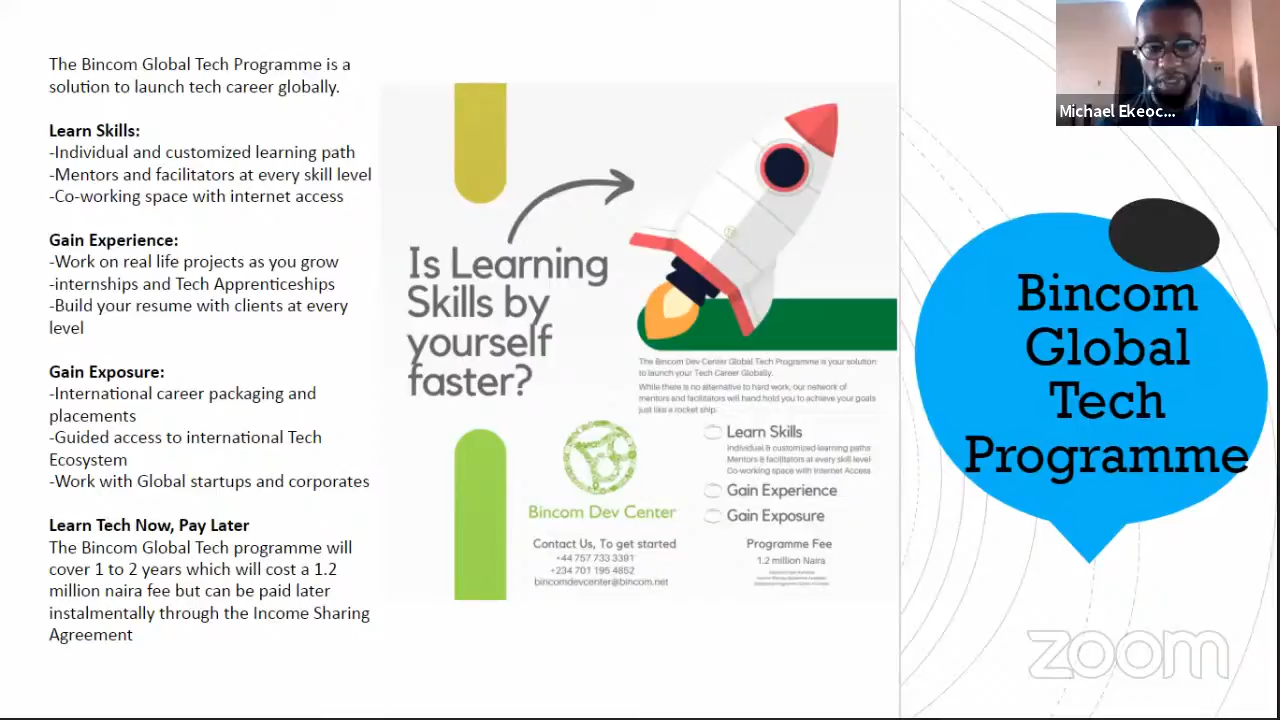 The Bincom Global Tech Programme is a
solution to launch tech career globally.
Learn Skills:
-Individual and customized learning path
-Mentors and facilitators at every skill level
-Co-working space with internet access
Gain Experience:
-Work on real life projects as you grow
-internships and Tech Apprenticeships
-Build your resume with clients at every
level
Gain Exposure:
-International career packaging and
placements
-Guided access to international Tech
Ecosystem
-Work with Global startups and corporates
Learn Tech Now, Pay Later
The Bincom Global Tech programme will
cover 1 to 2 years which will cost a 1.2
million naira fee but can be paid later
instalmentally through the Income Sharing
Agreement
Is Learning
Skills by
yourself
faster?
The Bincom Dev Center Global Tech Programme is your solution
to launch your Tech Career Globally.
While there is no alternative to hard work, our network of
mentors and facilitators will hand hold you to achieve your goals
just like a rocket ship.
Learn Skills
Individual & customized learning paths
Mentors & facilitators at every skill level
Co-working space with Internet Access
Gain Experience
Gain Exposure
Bincom Dev Center
Contact Us, To get started
+44 757 733 3391
+234 701 195 4852
bincomdevcenter@bincom.net
Programme Fee
1.2 million Naira
Michael Ekeoc...
Bincom
Global
Tech
Programme
zoom